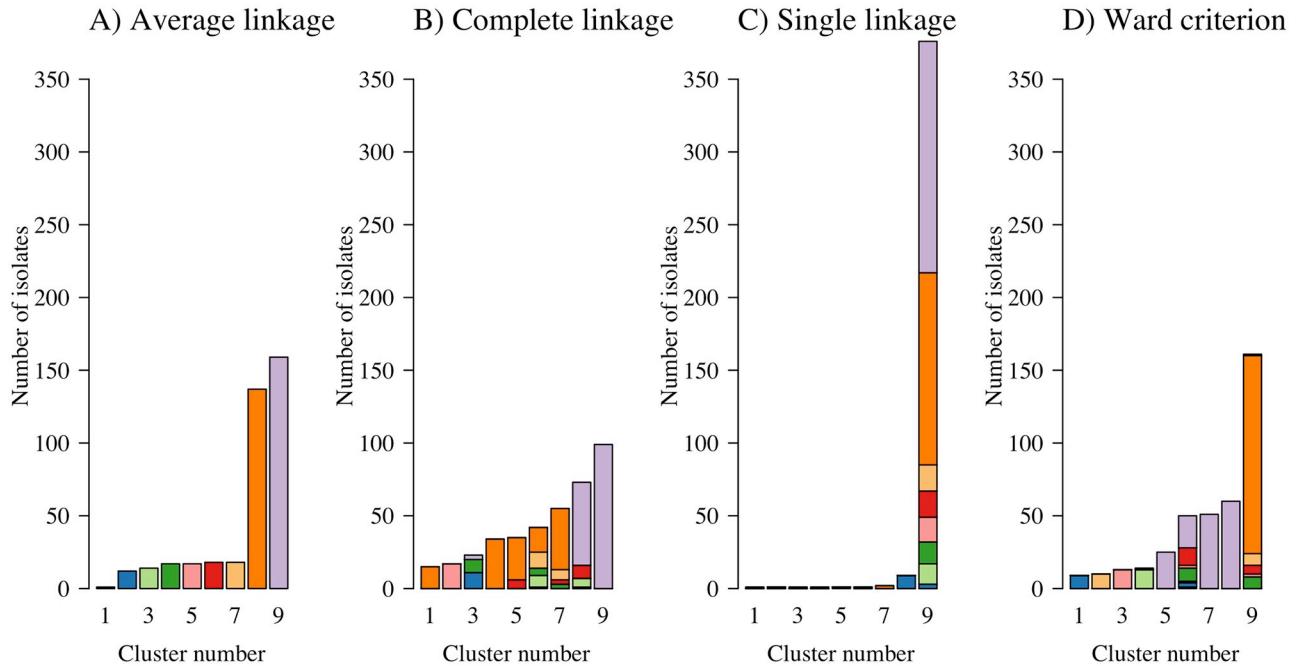 A) Average linkage
350
300
250
200
150
100
50
0
Number of isolates
1 3 5 7 9
Cluster number
B) Complete linkage
350
300
250
200
150
100
50
0
Number of isolates
1 3 5 7 9
Cluster number
C) Single linkage
350
300
250
200
150
100
50
0
Number of isolates
1 3 5 7 9
Cluster number
D) Ward criterion
350
300
250
200
150
100
50
0
Number of isolates
1 3 5 7 9
Cluster number